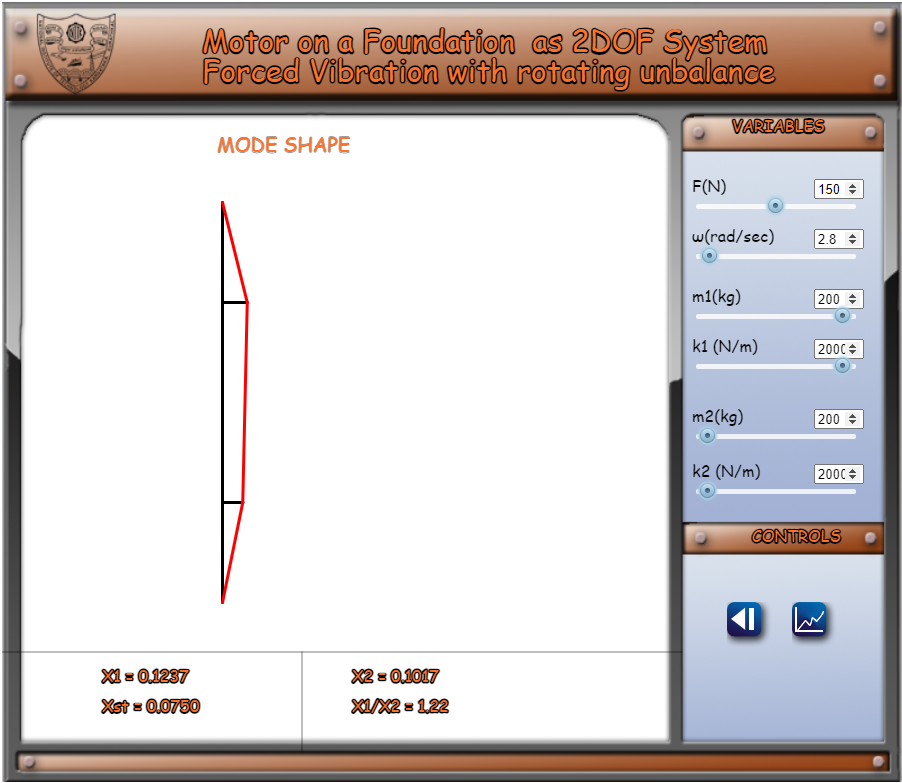 Motor on a Foundation as 2DOF System
Forced Vibration with rotating unbalance
MODE SHAPE
VARIABLES
F(N) 150
ω(rad/sec) 2.8
m1(kg) 200
k1 (N/m) 200
m2(kg) 200
k2 (N/m) 200
CONTROLS
X1 = 0.1237
Xst = 0.0750
X2 = 0.1017
X1/X2 = 1.22